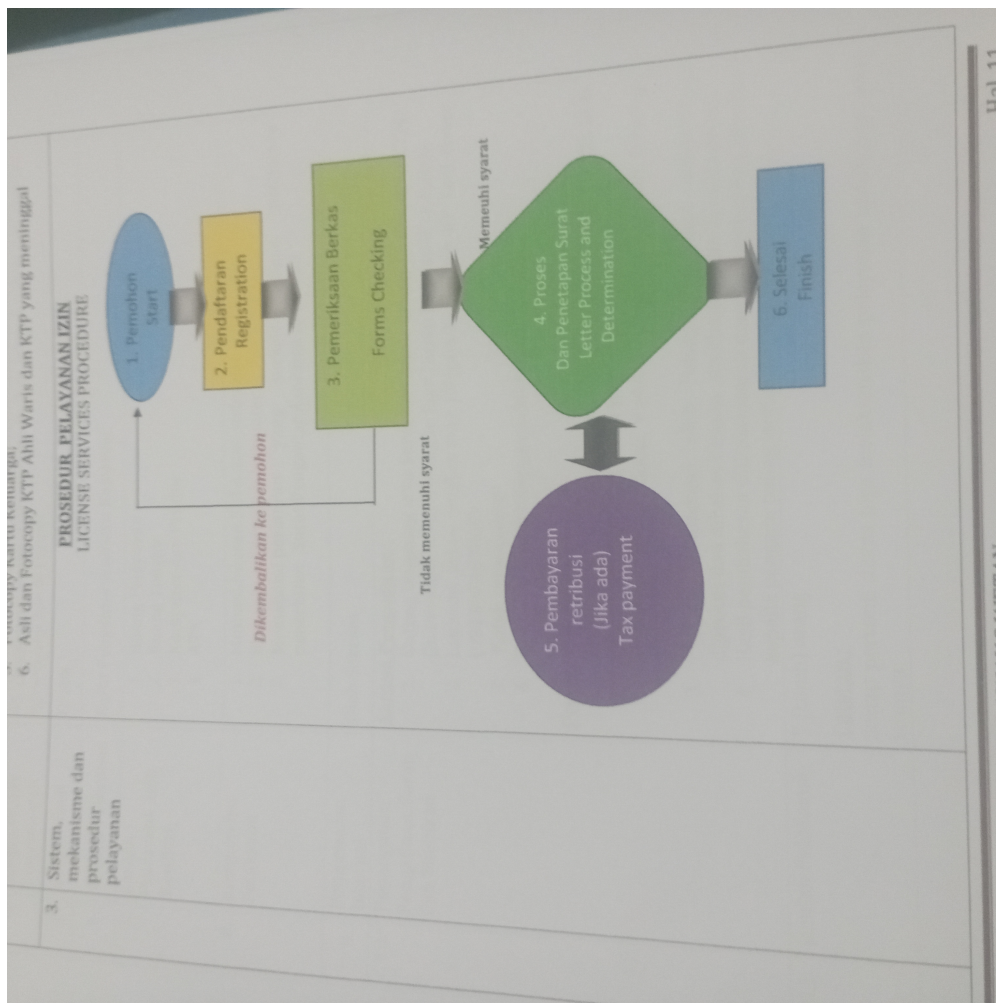 6. Asli dan Fotocopy KTP Ahli Waris dan KTP yang meninggal
3. Sistem,
mekanisme dan
prosedur
pelayanan
PROSEDUR PELAYANAN IZIN
LICENSE SERVICES PROCEDURE
1. Pemohon
Start
2. Pendaftaran
Registration
Dikembalikan ke pemohon
3. Pemeriksaan Berkas
Forms Checking
Tidak memenuhi syarat
Memeuhi syarat
4. Proses
Dan Penetapan Surat
Letter Process and
Determination
5. Pembayaran
retribusi
(Jika ada)
Tax payment
6. Selesai
Finish
Hal 11